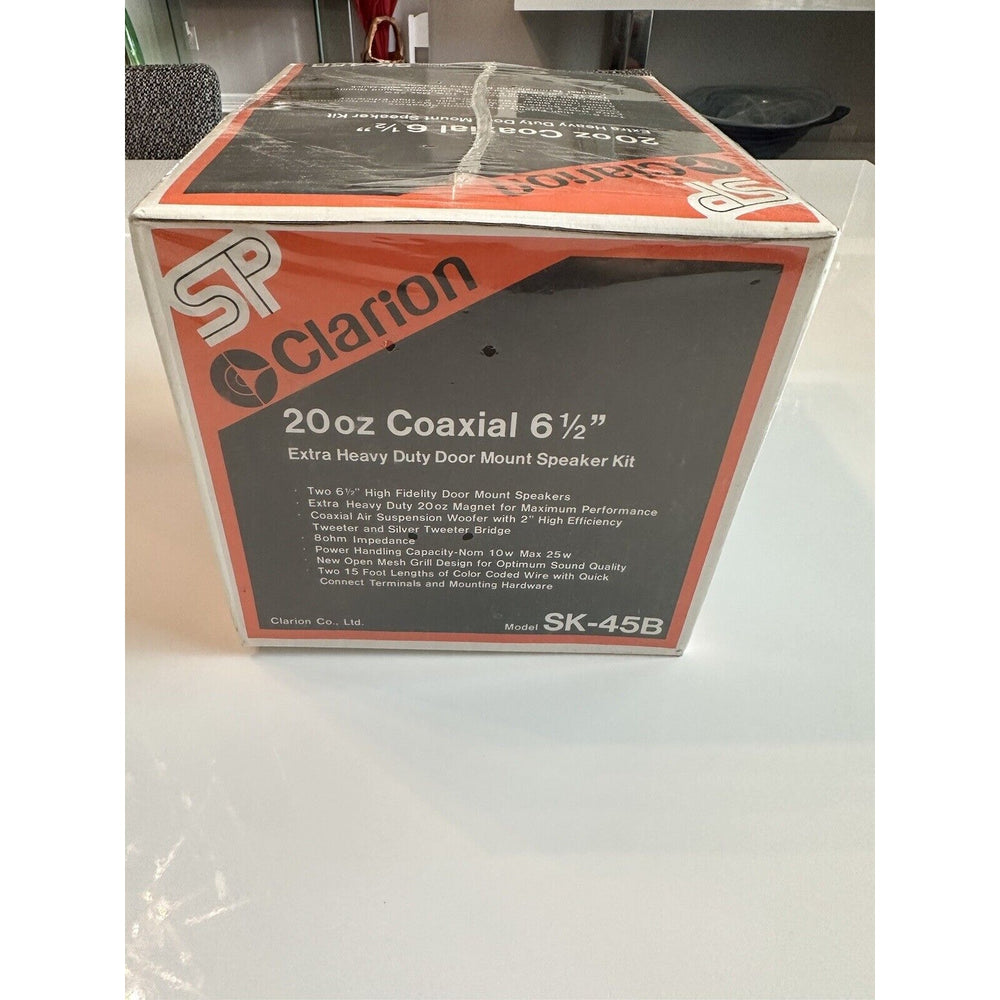 20oz Coaxial 6½”
Extra Heavy Duty Door Mount Speaker Kit
Clarion
SP
SP
Clarion
20oz Coaxial 6½”
Extra Heavy Duty Door Mount Speaker Kit
· Two 6½" High Fidelity Door Mount Speakers
· Extra Heavy Duty 20oz Magnet for Maximum Performance
· Coaxial Air Suspension Woofer with 2" High Efficiency
Tweeter and Silver Tweeter Bridge
· 8ohm Impedance
· Power Handling Capacity-Nom 10w Max 25w
· New Open Mesh Grill Design for Optimum Sound Quality
· Two 15 Foot Lengths of Color Coded Wire with Quick
Connect Terminals and Mounting Hardware
Clarion Co., Ltd.
Model SK-45B